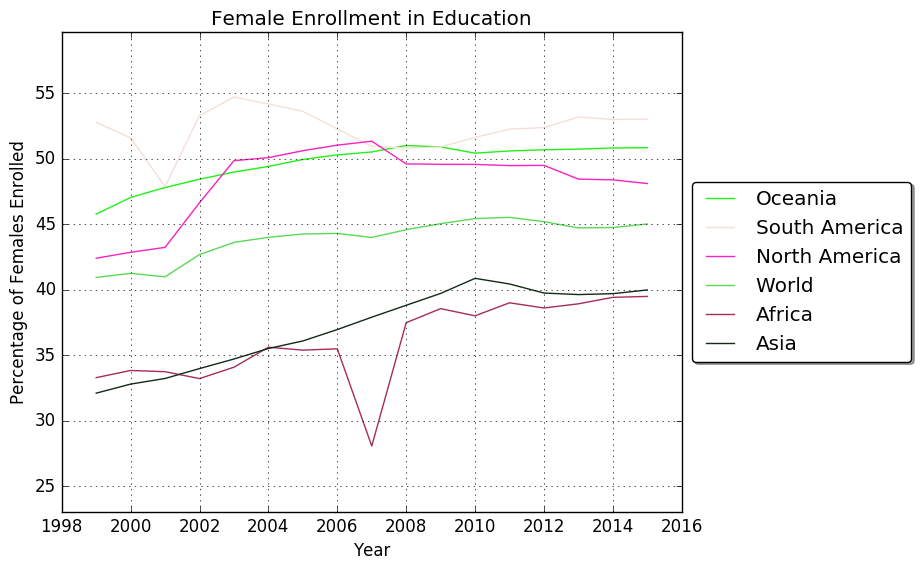 Female Enrollment in Education
Percentage of Females Enrolled
55
50
45
40
35
30
25
1998 2000 2002 2004 2006 2008 2010 2012 2014 2016
Year
Oceania
South America
North America
World
Africa
Asia